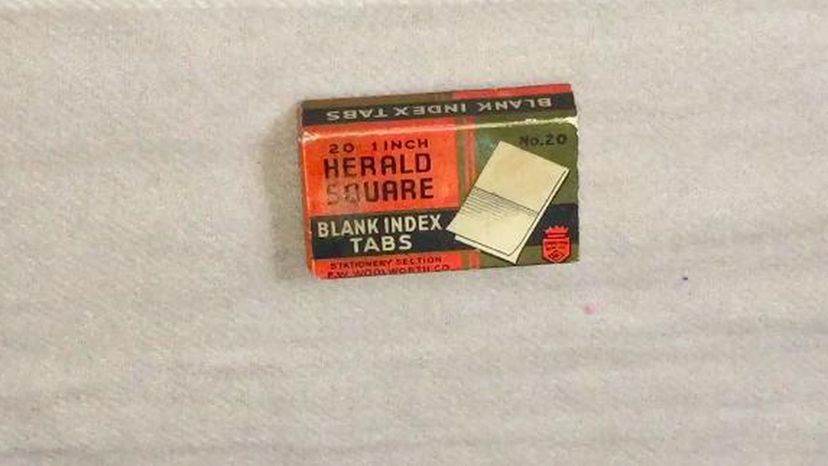 BLANK INDEX TABS
20 1 INCH
No.20
HERALD
SQUARE
BLANK INDEX
TABS
STATIONERY SECTION
F.W. WOOLWORTH CO.